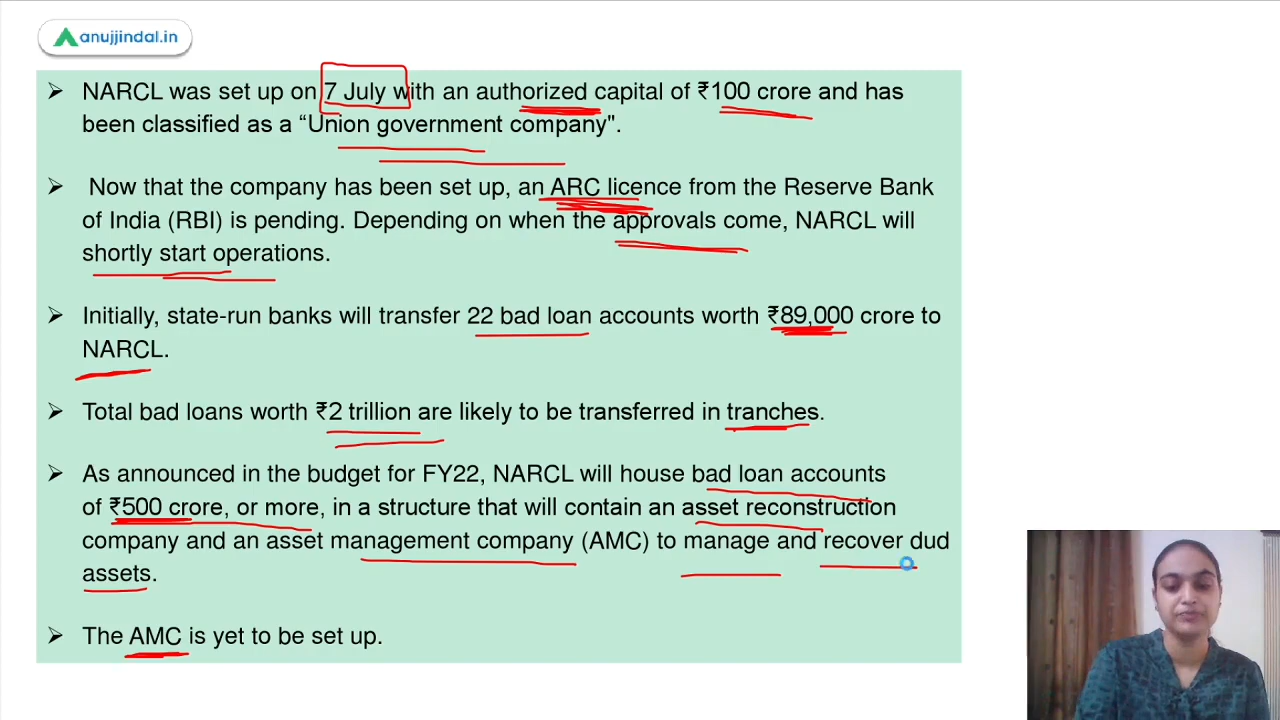 anujjindal.in
➢ NARCL was set up on 7 July with an authorized capital of ₹100 crore and has
been classified as a “Union government company".
➢ Now that the company has been set up, an ARC licence from the Reserve Bank
of India (RBI) is pending. Depending on when the approvals come, NARCL will
shortly start operations.
➢ Initially, state-run banks will transfer 22 bad loan accounts worth ₹89,000 crore to
NARCL.
➢ Total bad loans worth ₹2 trillion are likely to be transferred in tranches.
➢ As announced in the budget for FY22, NARCL will house bad loan accounts
of ₹500 crore, or more, in a structure that will contain an asset reconstruction
company and an asset management company (AMC) to manage and recover dud
assets.
➢ The AMC is yet to be set up.